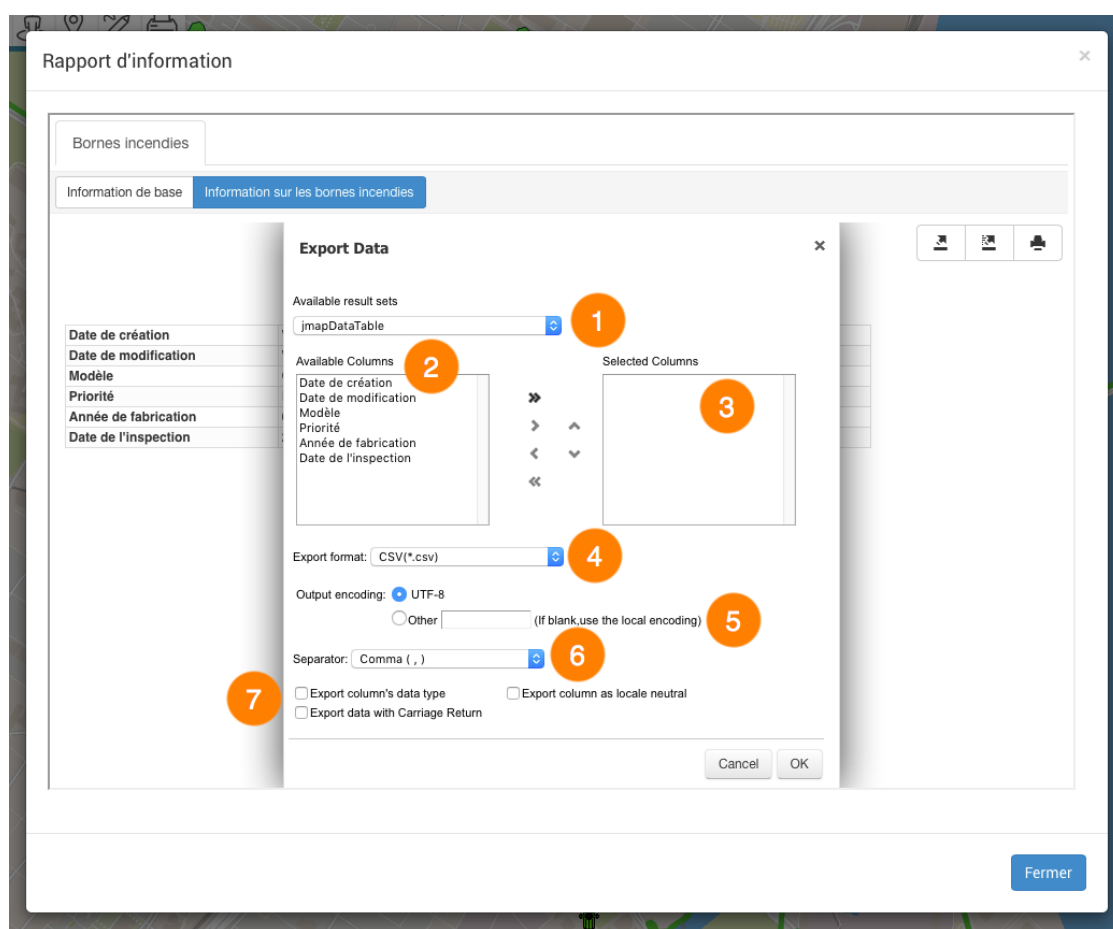 Rapport d'information
×
Bornes incendies
Information de base Information sur les bornes incendies
Export Data ×
Available result sets
jmapDataTable 1
Date de création
Date de modification
Modèle
Priorité
Année de fabrication
Date de l'inspection
Available Columns 2 Selected Columns
Date de création
Date de modification
Modèle
Priorité
Année de fabrication
Date de l'inspection
3
Export format: CSV(*.csv) 4
Output encoding: UTF-8
Other (If blank,use the local encoding) 5
Separator: Comma ( , ) 6
7 Export column's data type Export column as locale neutral
Export data with Carriage Return
Cancel OK
Fermer